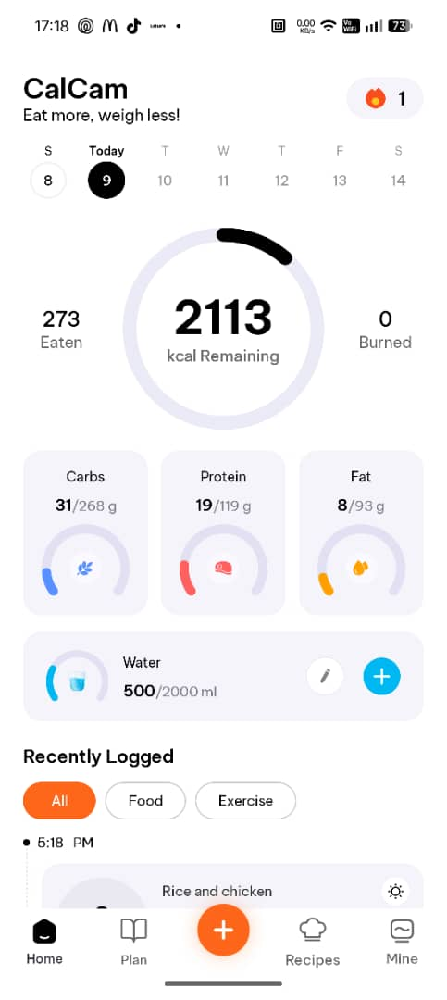 17:18
0.00
KB/s
Vo
WiFi
73
CalCam
1
Eat more, weigh less!
S Today T W T F S
8 9 10 11 12 13 14
2113
kcal Remaining
273
Eaten
0
Burned
Carbs
31/268 g
Protein
19/119 g
Fat
8/93 g
Water
500/2000 ml
Recently Logged
All Food Exercise
5:18 PM
Rice and chicken
Home Plan Recipes Mine